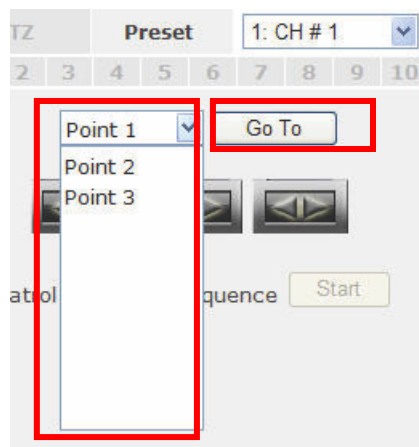 TZ Preset 1: CH # 1
2 3 4 5 6 7 8 9 10
Point 1 Go To
Point 2
Point 3
quence Start